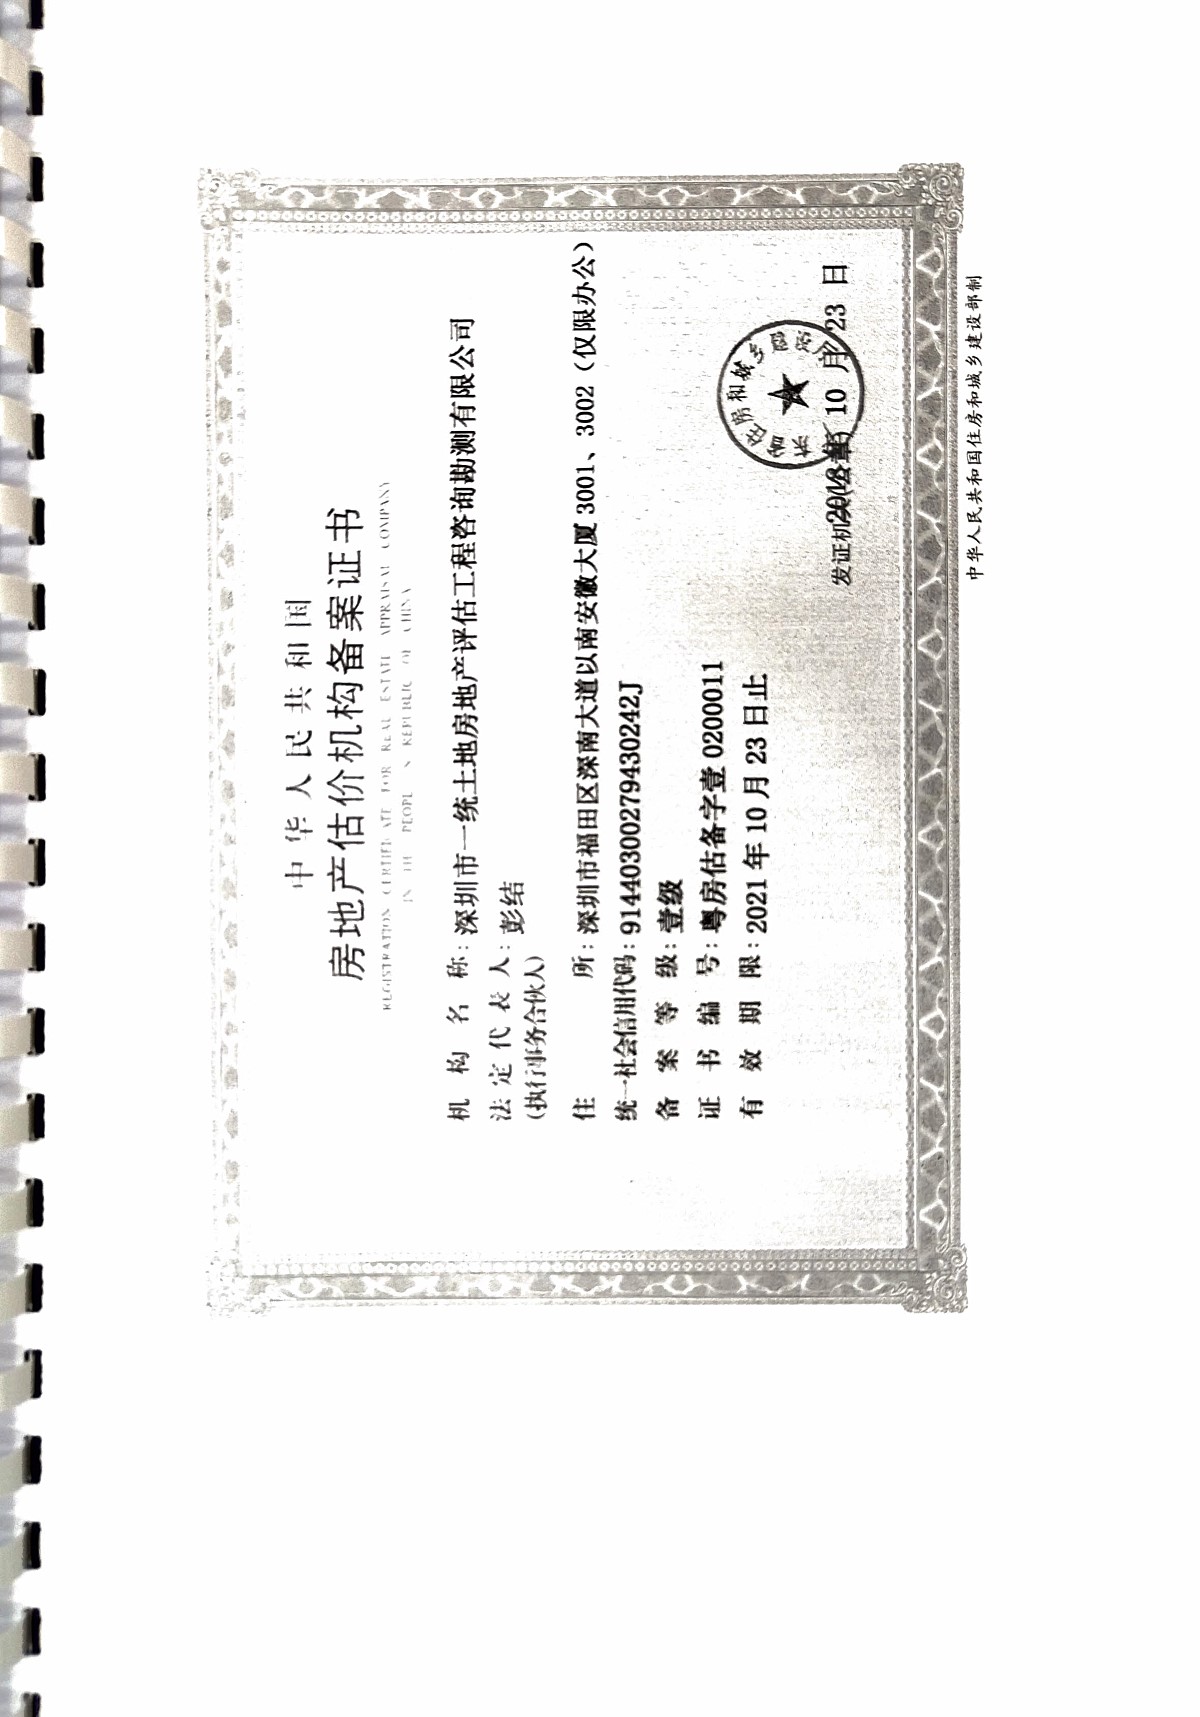 中华人民共和国
房地产估价机构备案证书
REGISTRATION CERTIFICATE FOR REAL ESTATE APPRAISAL COMPANY
IN THE PEOPLE'S REPUBLIC OF CHINA
机构名称：深圳市一统土地房地产评估工程咨询勘测有限公司
法定代表人：彭结
（执行事务合伙人）
住所：深圳市福田区深南大道以南安徽大厦3001、3002（仅限办公）
统一社会信用代码：91440300279430242J
备案等级：壹级
证书编号：粤房估备字壹0200011
有效期限：2021年10月23日止
发证机关（公章）
2018年10月23日
省住房和城乡建设厅
中华人民共和国住房和城乡建设部制